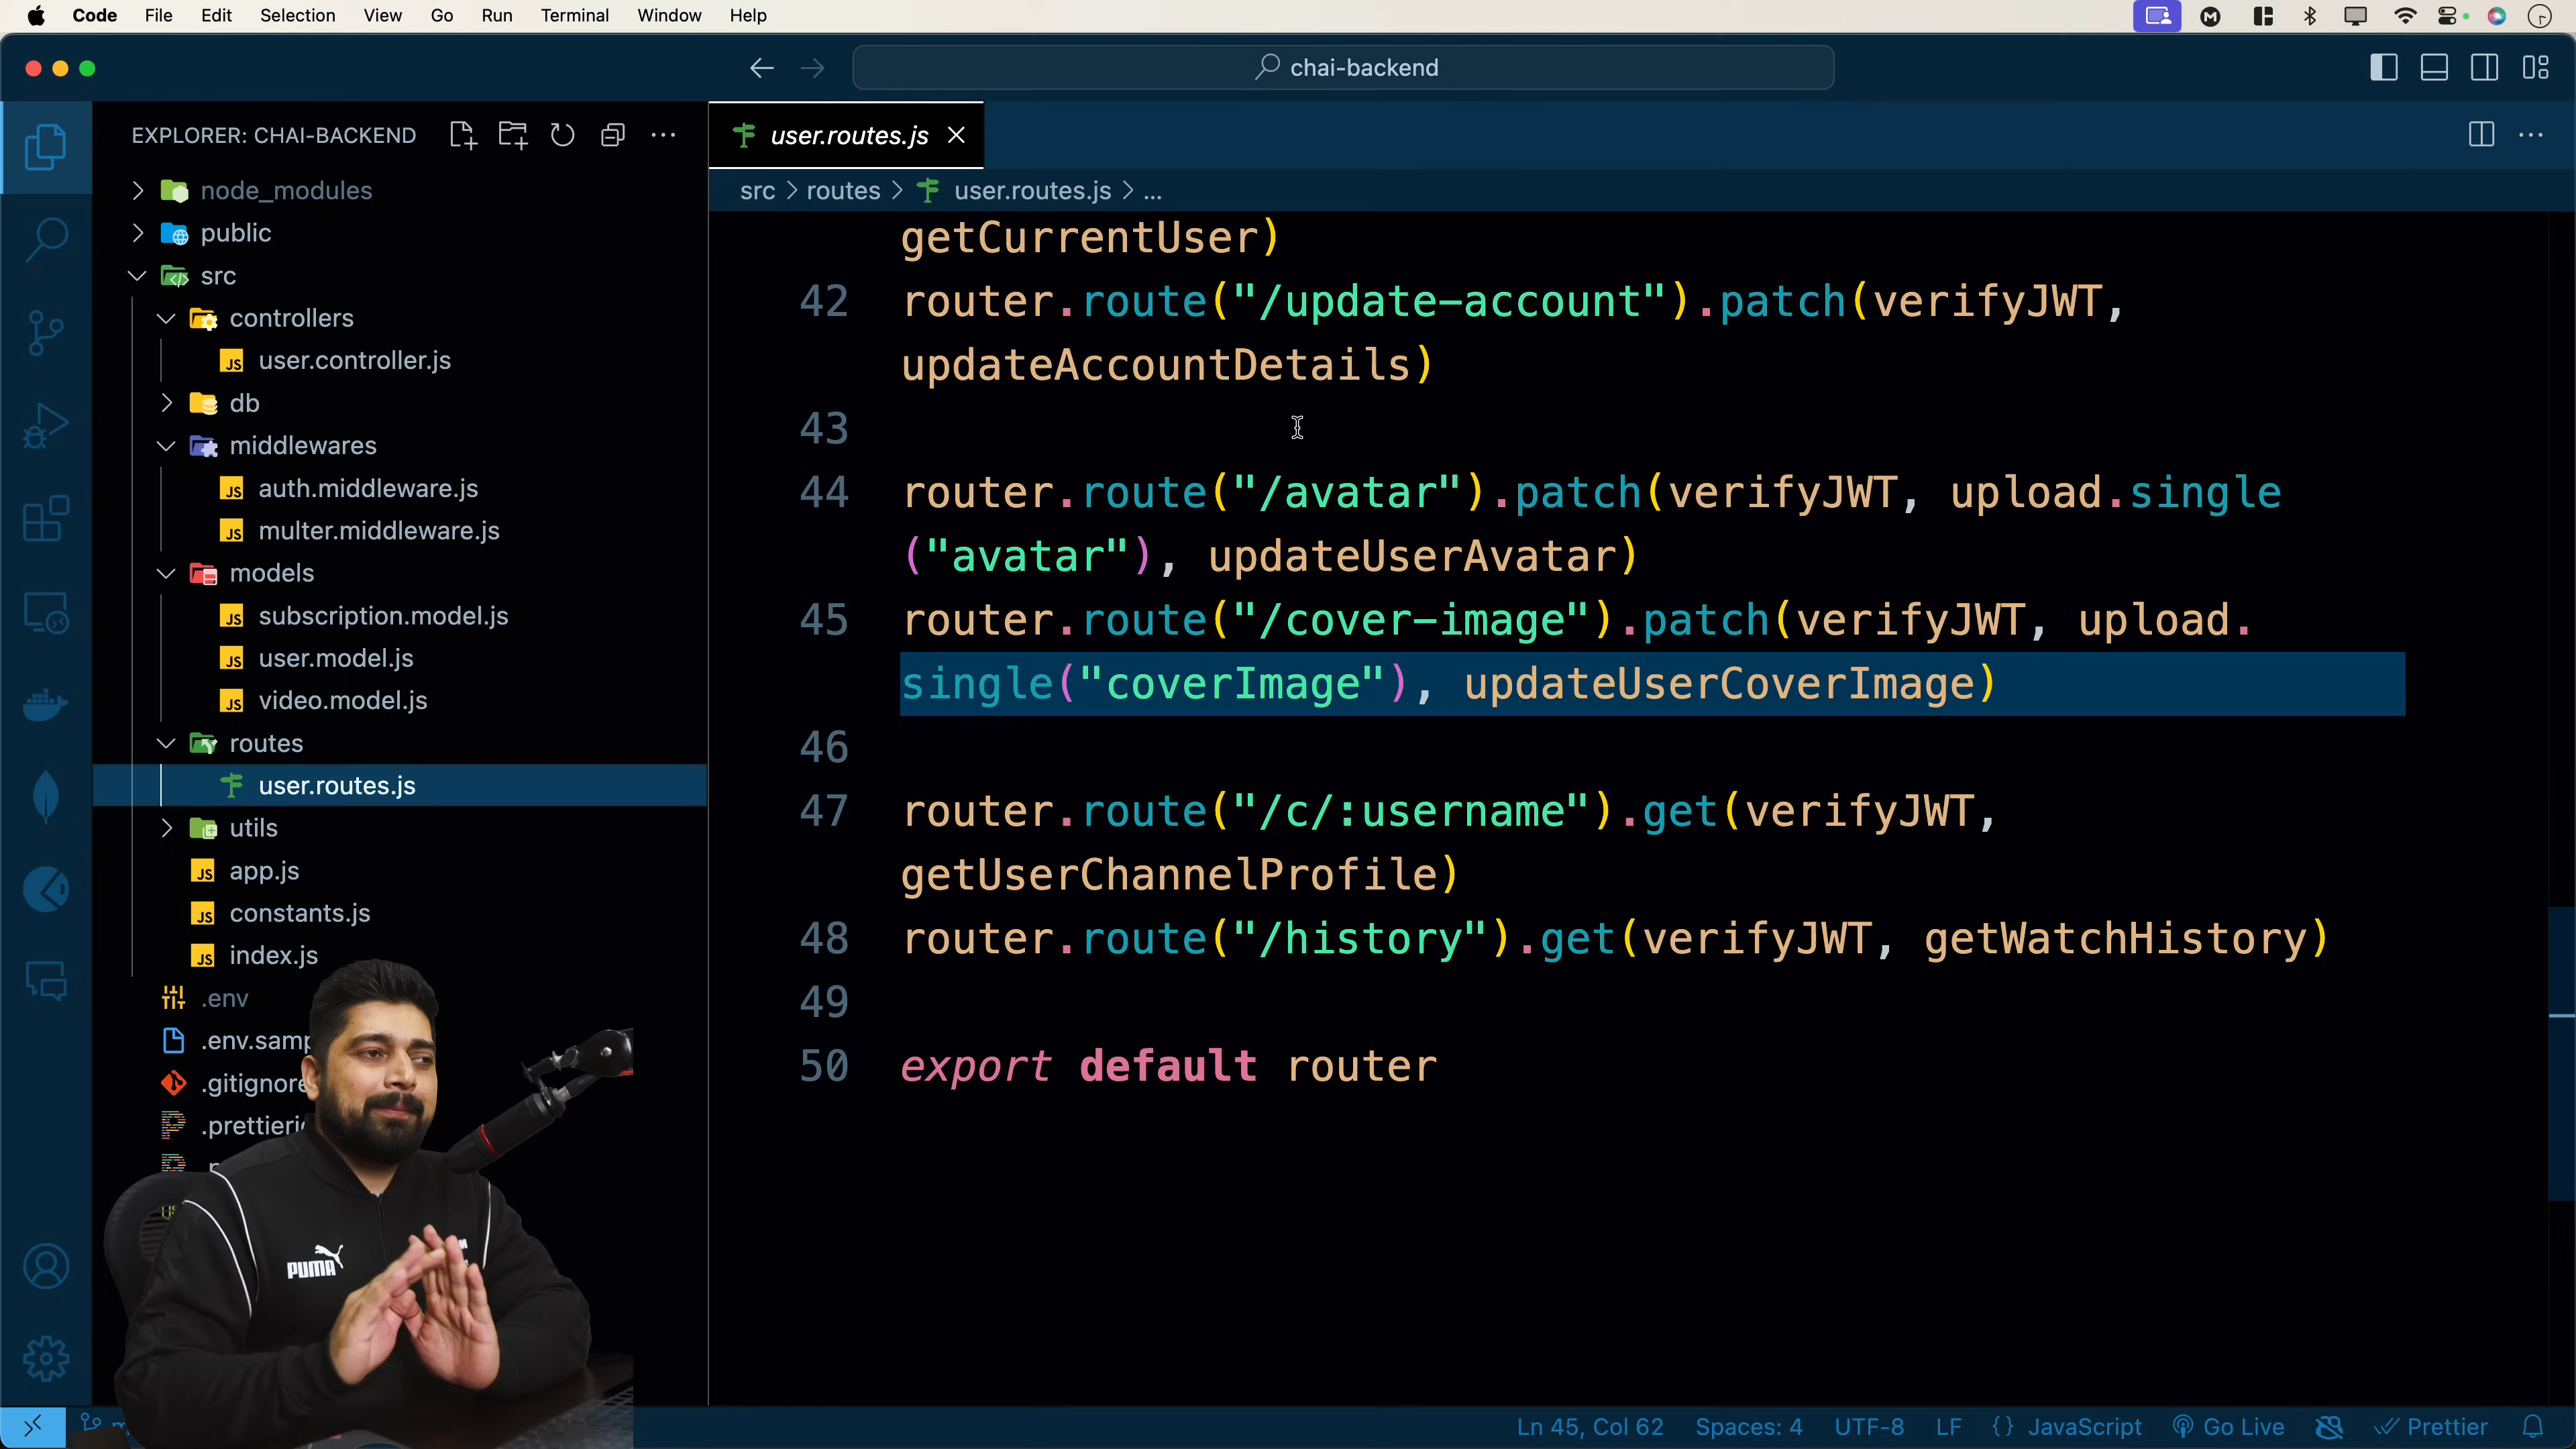 Code File Edit Selection View Go Run Terminal Window Help
chai-backend
EXPLORER: CHAI-BACKEND
user.routes.js
src > routes > user.routes.js > ...
node_modules
public
src
controllers
user.controller.js
db
middlewares
auth.middleware.js
multer.middleware.js
models
subscription.model.js
user.model.js
video.model.js
routes
user.routes.js
utils
app.js
constants.js
index.js
.env
.gitignore
PUMA
getCurrentUser)
42 router.route("/update-account").patch(verifyJWT,
updateAccountDetails)
43
44 router.route("/avatar").patch(verifyJWT, upload.single
("avatar"), updateUserAvatar)
45 router.route("/cover-image").patch(verifyJWT, upload.
single("coverImage"), updateUserCoverImage)
46
47 router.route("/c/:username").get(verifyJWT,
getUserChannelProfile)
48 router.route("/history").get(verifyJWT, getWatchHistory)
49
50 export default router
Ln 45, Col 62 Spaces: 4 UTF-8 LF {} JavaScript Go Live Prettier